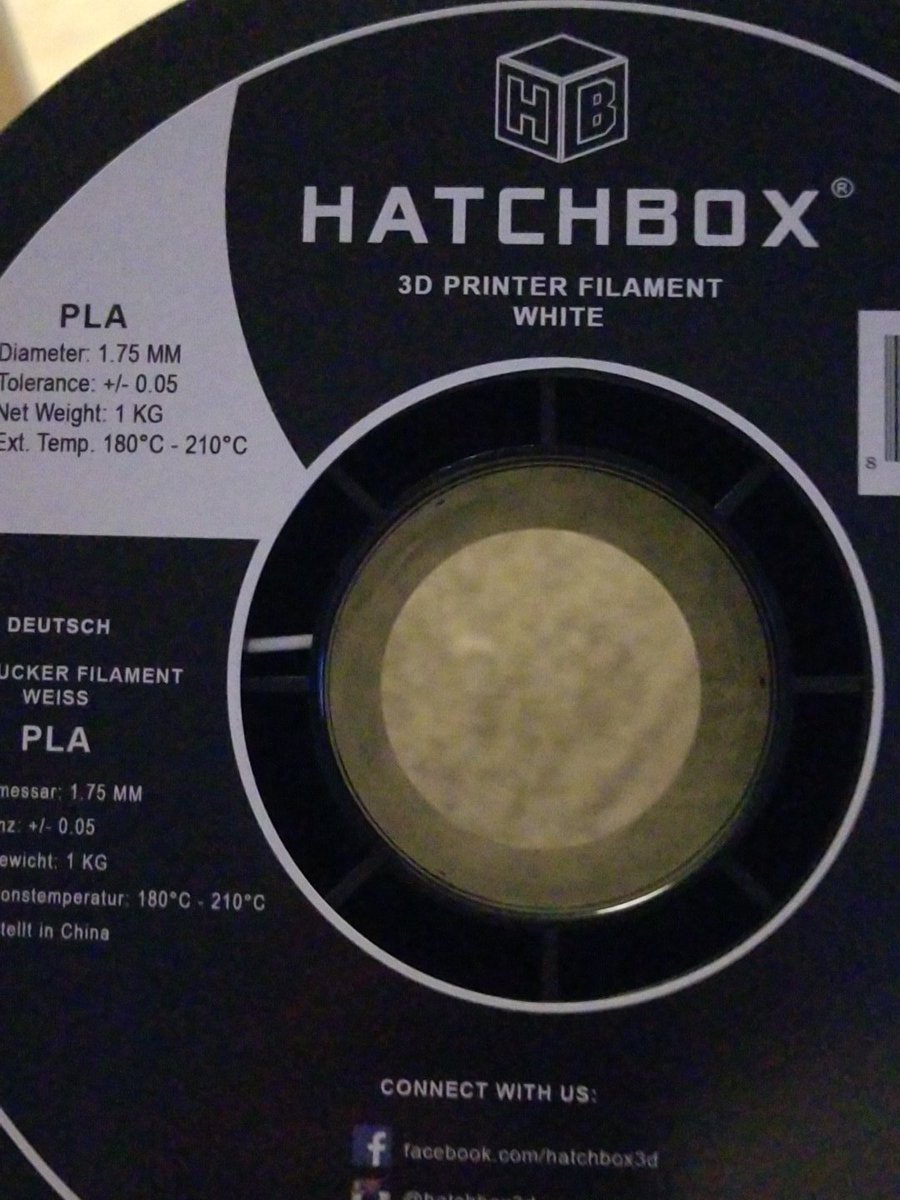 HB
HATCHBOX®
3D PRINTER FILAMENT
WHITE
PLA
Diameter: 1.75 MM
Tolerance: +/- 0.05
Net Weight: 1 KG
Ext. Temp. 180°C - 210°C
8
DEUTSCH
UCKER FILAMENT
WEISS
PLA
messar: 1.75 MM
nz: +/- 0.05
ewicht: 1 KG
onstemperatur: 180°C - 210°C
tellt in China
CONNECT WITH US:
f facebook.com/hatchbox3d